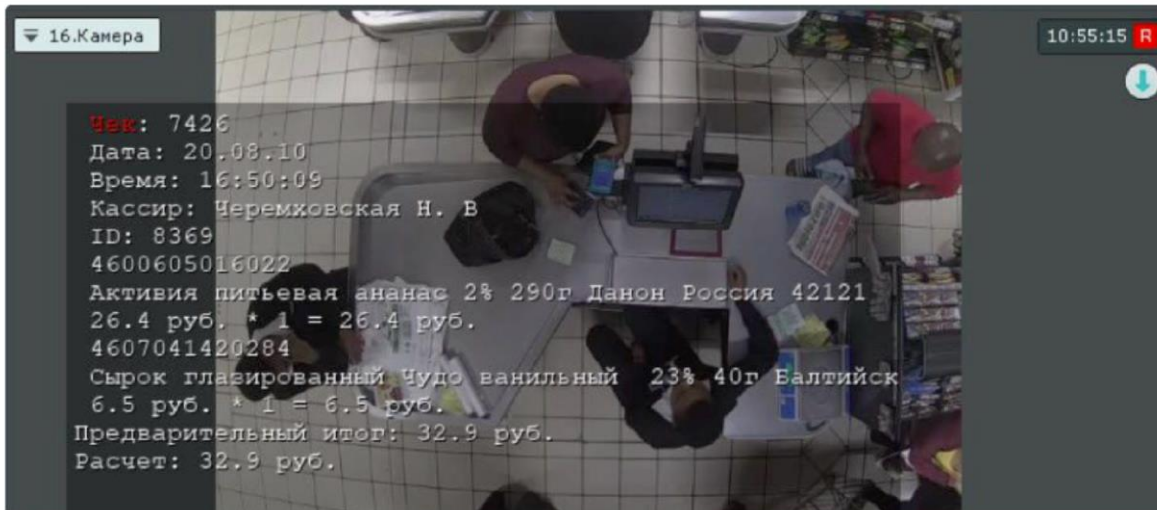 16.Камера
10:55:15 R
Чек: 7426
Дата: 20.08.10
Время: 16:50:09
Кассир: Черемховская Н. В
ID: 8369
4600605016022
Активия питьевая ананас 2% 290г Данон Россия 42121
26.4 руб. * 1 = 26.4 руб.
4607041420284
Сырок глазированный Чудо ванильный  23% 40г Балтийск
6.5 руб. * 1 = 6.5 руб.
Предварительный итог: 32.9 руб.
Расчет: 32.9 руб.